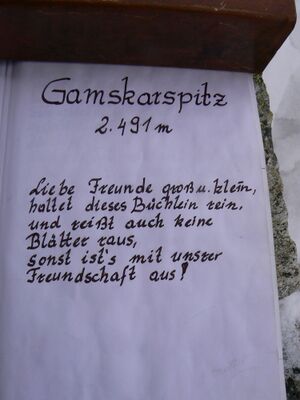 Gamskarspitz
2.491m
Liebe Freunde groß u. klein,
haltet dieses Büchlein rein,
und reißt auch keine
Blätter raus,
sonst ist's mit unsrer
Freundschaft aus!